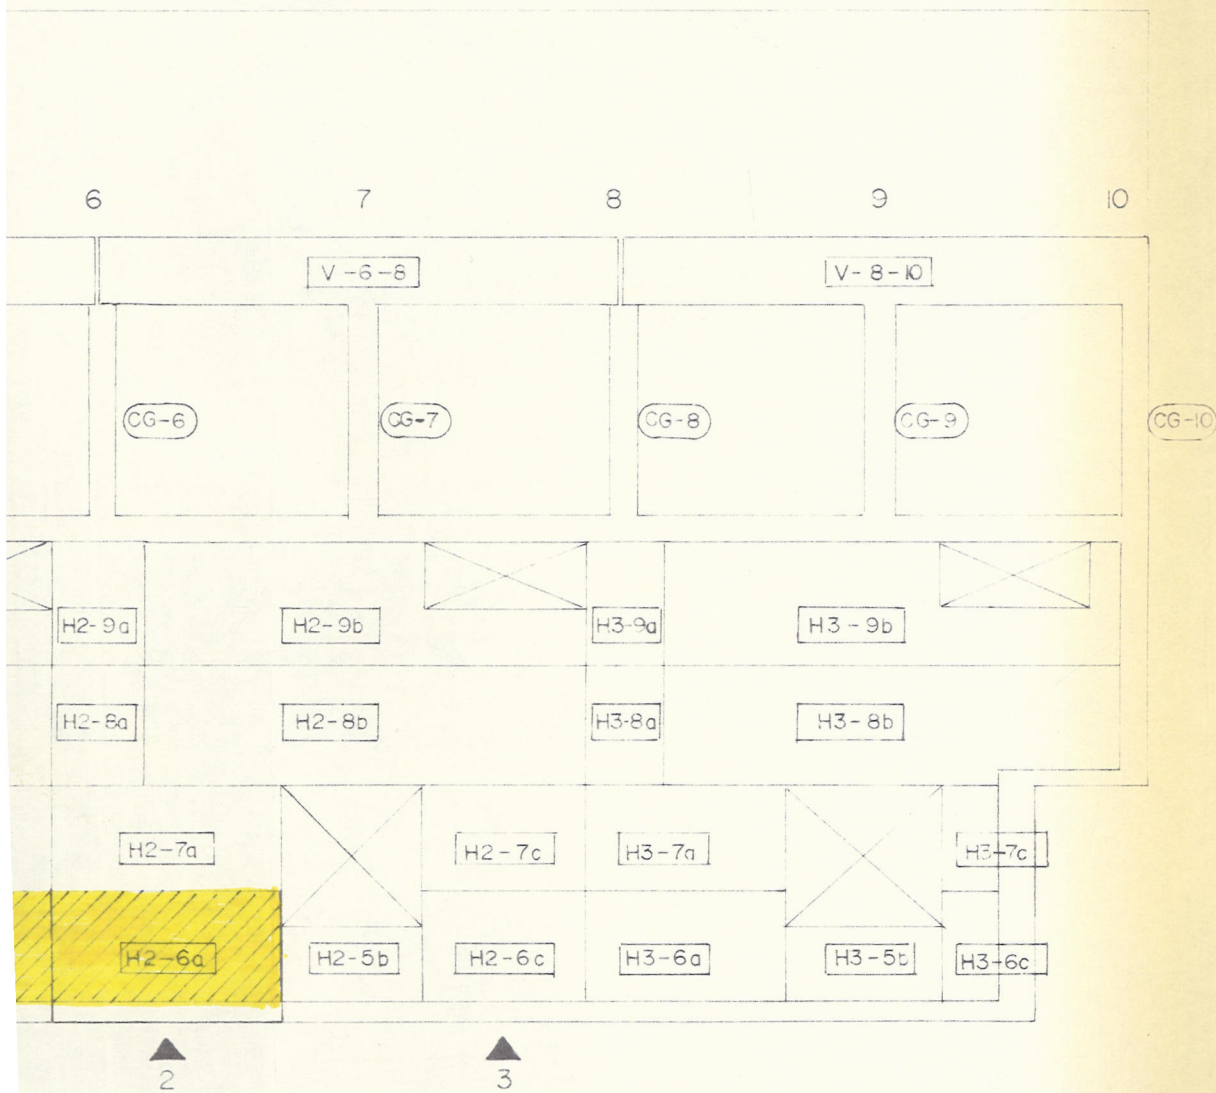 6 7 8 9 10
V-6-8 V-8-10
CG-6 CG-7 CG-8 CG-9 CG-10
H2-9a H2-9b H3-9a H3-9b
H2-8a H2-8b H3-8a H3-8b
H2-7a H2-7c H3-7a H3-7c
H2-6a H2-5b H2-6c H3-6a H3-5b H3-6c
2 3